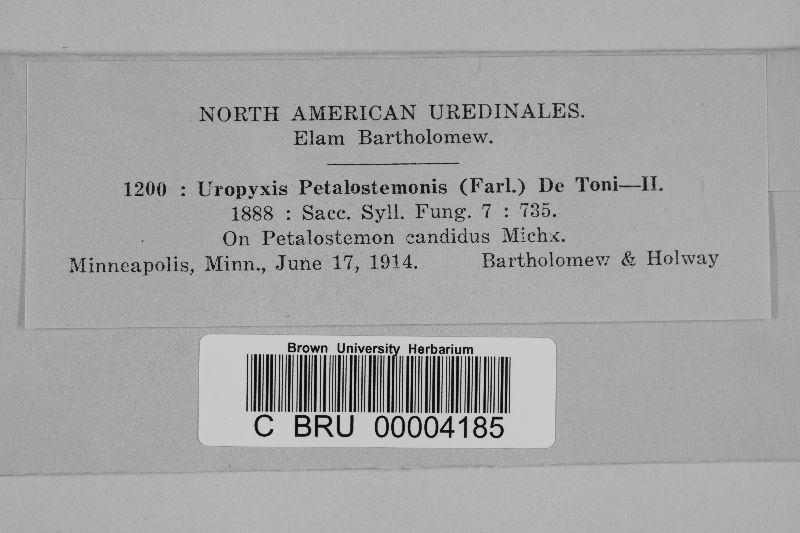 NORTH AMERICAN UREDINALES.
Elam Bartholomew.
1200 : Uropyxis Petalostemonis (Farl.) De Toni—II.
1888 : Sacc. Syll. Fung. 7 : 735.
On Petalostemon candidus Michx.
Minneapolis, Minn., June 17, 1914. Bartholomew & Holway
Brown University Herbarium
C BRU 00004185